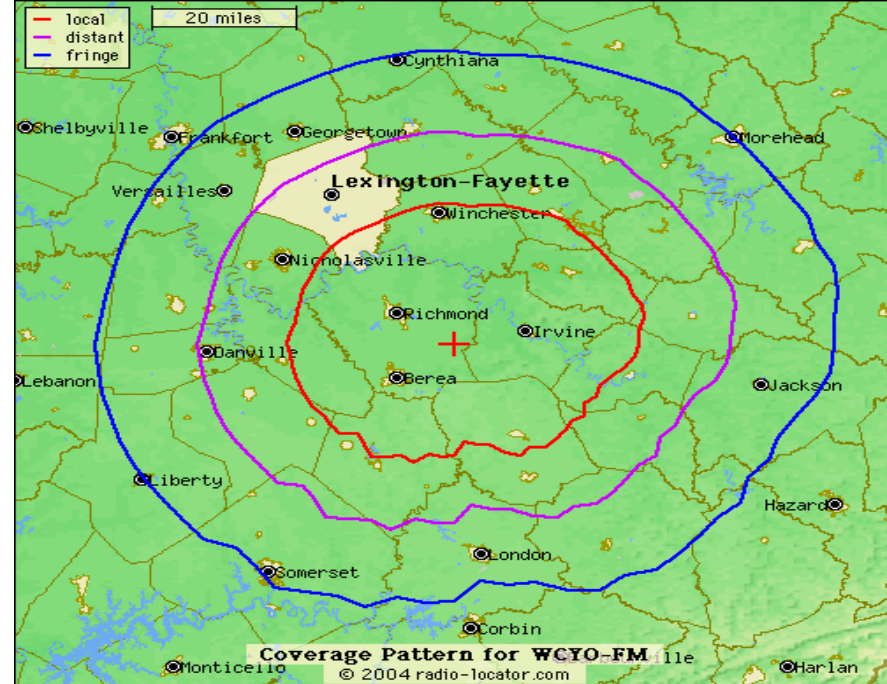 local
distant
fringe
20 miles
Cynthiana
Shelbyville
Frankfort
Georgetown
Morehead
Versailles
Lexington-Fayette
Winchester
Nicholasville
Richmond
Irvine
Danville
Lebanon
Berea
Jackson
Liberty
Hazard
London
Somerset
Corbin
Coverage Pattern for WCYO-FM
© 2004 radio-locator.com
Monticello
Harlan